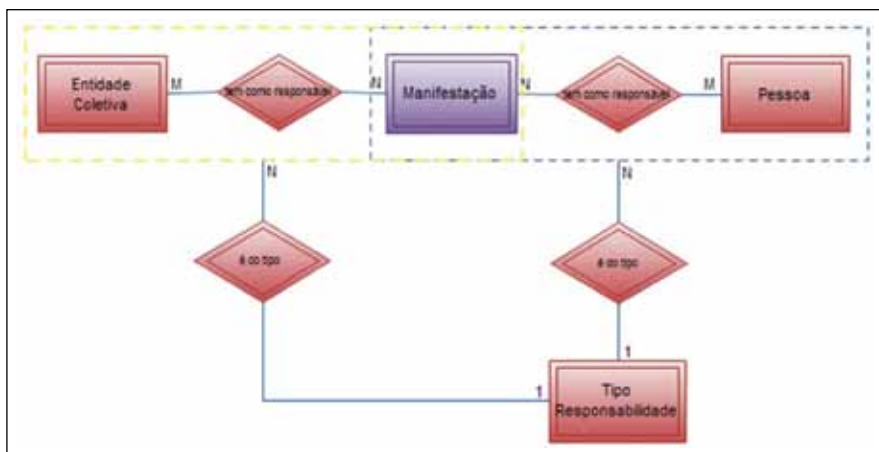 Entidade
Coletiva
M
tem como responsável
N
Manifestação
N
tem como responsável
M
Pessoa
N
N
é do tipo
é do tipo
1
1
Tipo
Responsabilidade